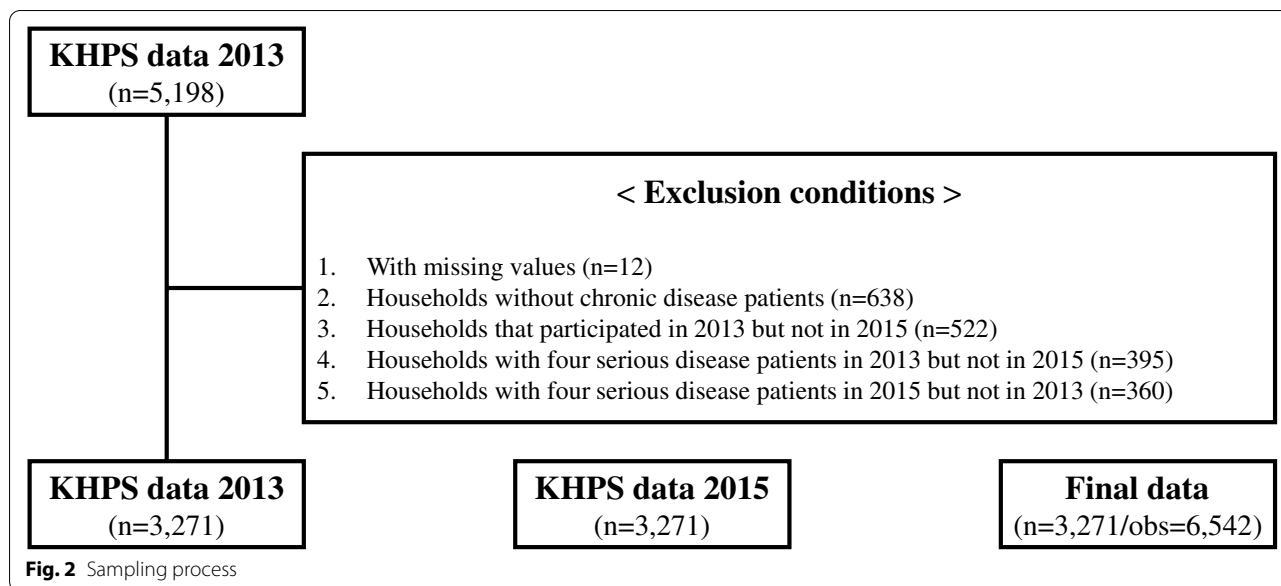 KHPS data 2013
(n=5,198)
< Exclusion conditions >
1. With missing values (n=12)
2. Households without chronic disease patients (n=638)
3. Households that participated in 2013 but not in 2015 (n=522)
4. Households with four serious disease patients in 2013 but not in 2015 (n=395)
5. Households with four serious disease patients in 2015 but not in 2013 (n=360)
KHPS data 2013
(n=3,271)
KHPS data 2015
(n=3,271)
Final data
(n=3,271/obs=6,542)
Fig. 2 Sampling process